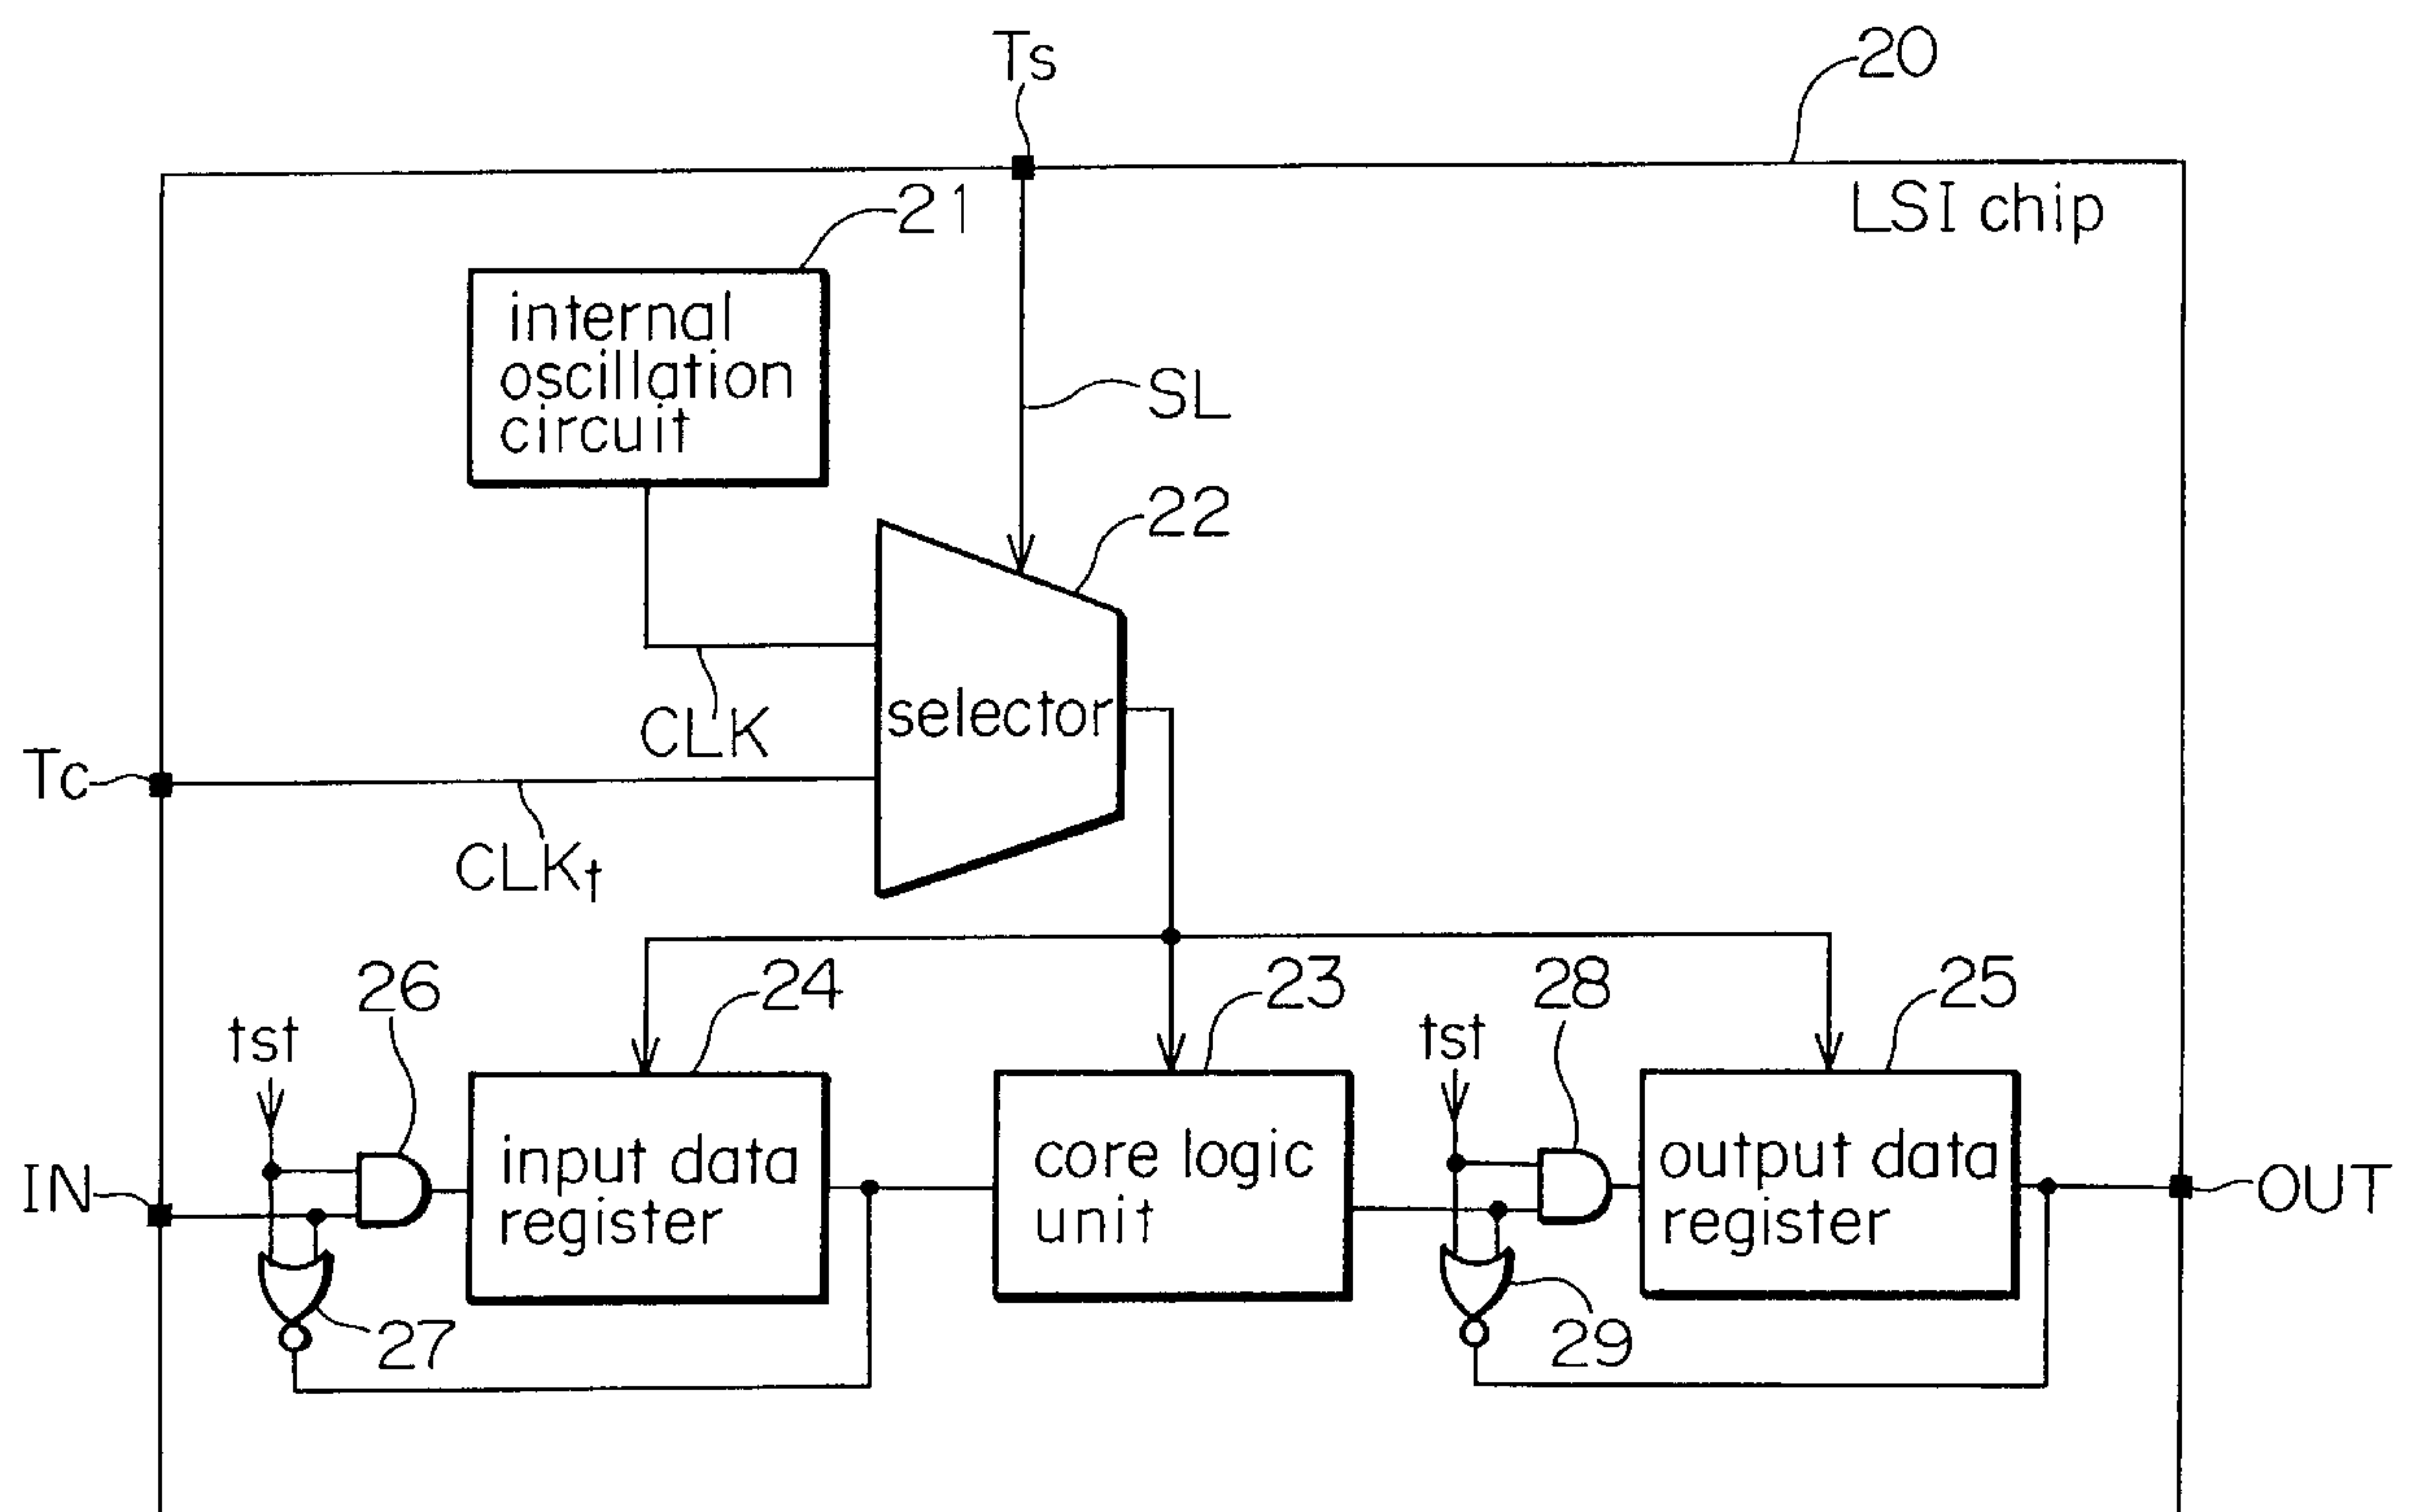 Ts
20
LSI chip
21
internal
oscillation
circuit
SL
22
CLK
selector
Tc
CLKt
26
24
23
28
25
tst
tst
IN
input data
register
core logic
unit
output data
register
OUT
27
29